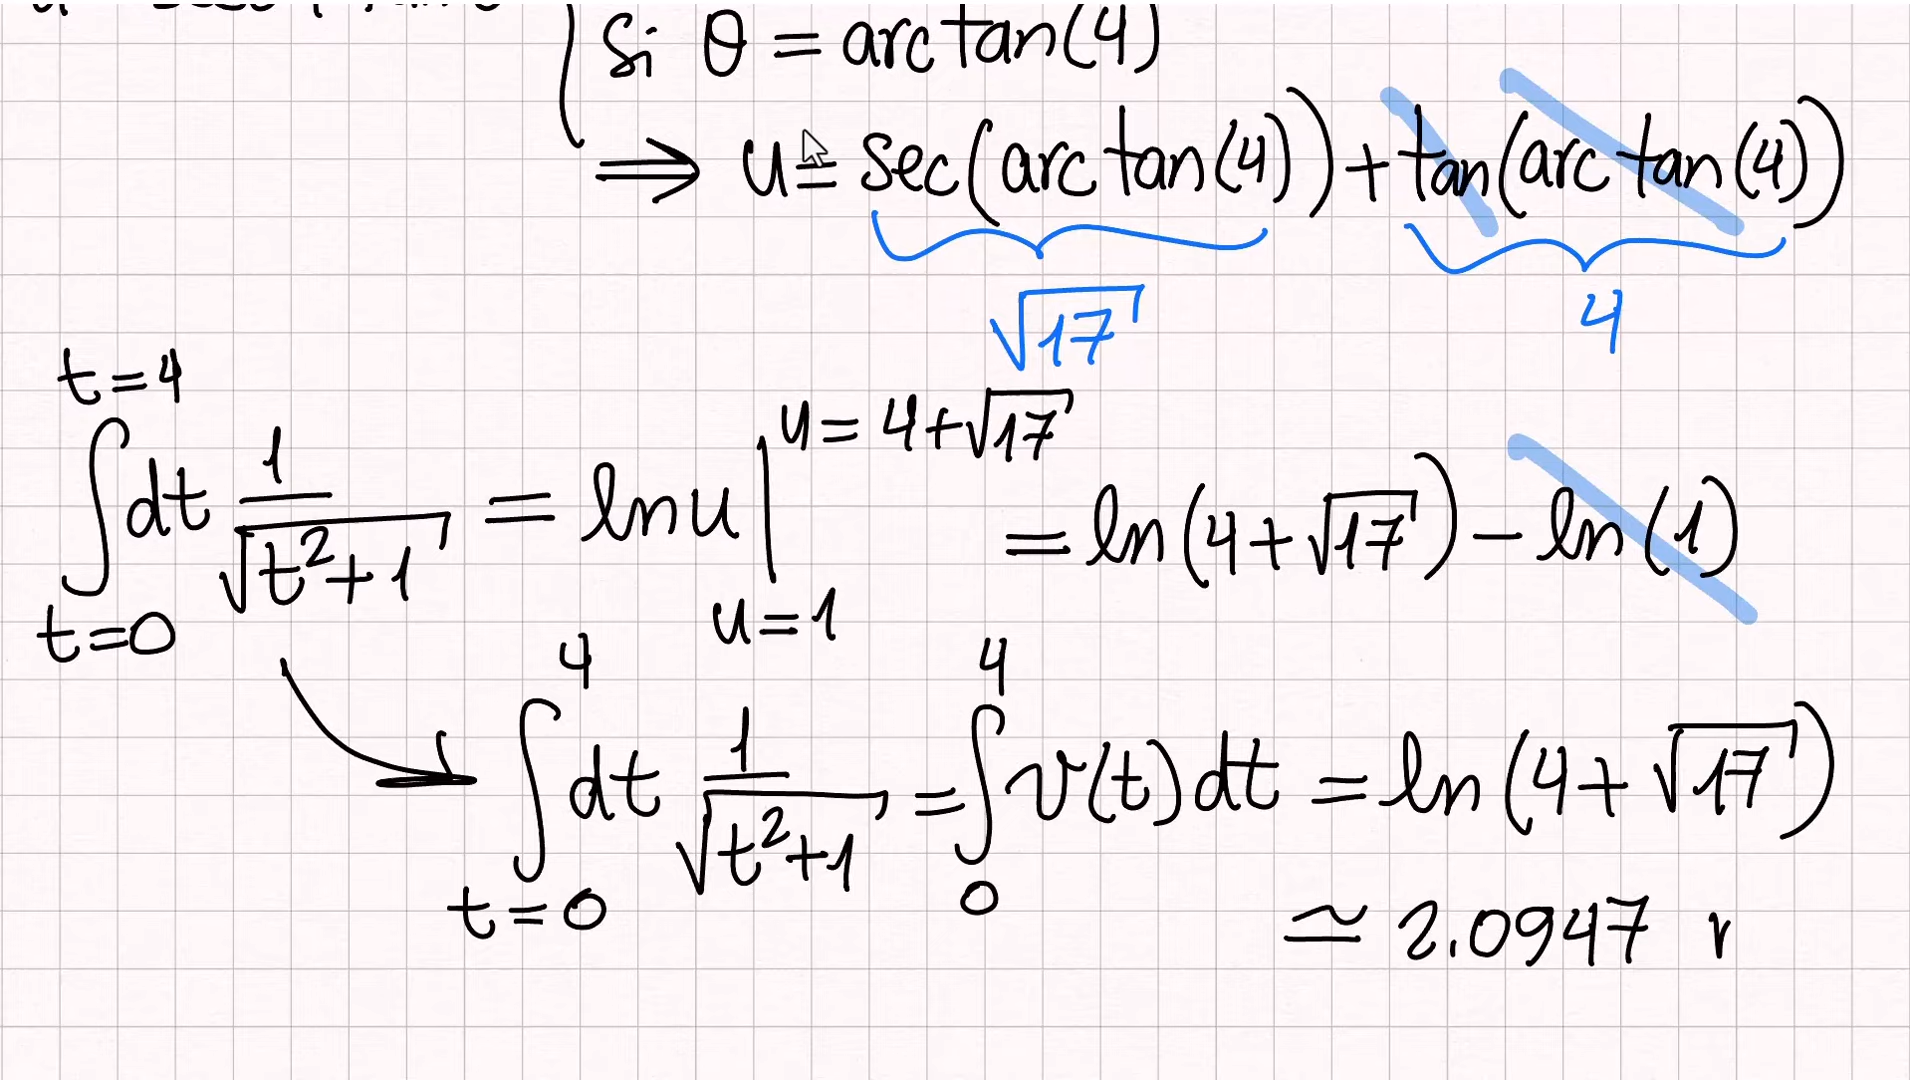 si θ = arctan(4)
⟹ u = sec(arctan(4)) + tan(arctan(4))
√17 4
∫_{t=0}^{t=4} dt 1/√(t²+1) = ln u |_{u=1}^{u=4+√17} = ln(4+√17) - ln(1)
∫_{t=0}^{4} dt 1/√(t²+1) = ∫_0^4 v(t) dt = ln(4+√17)
≃ 2.0947 r